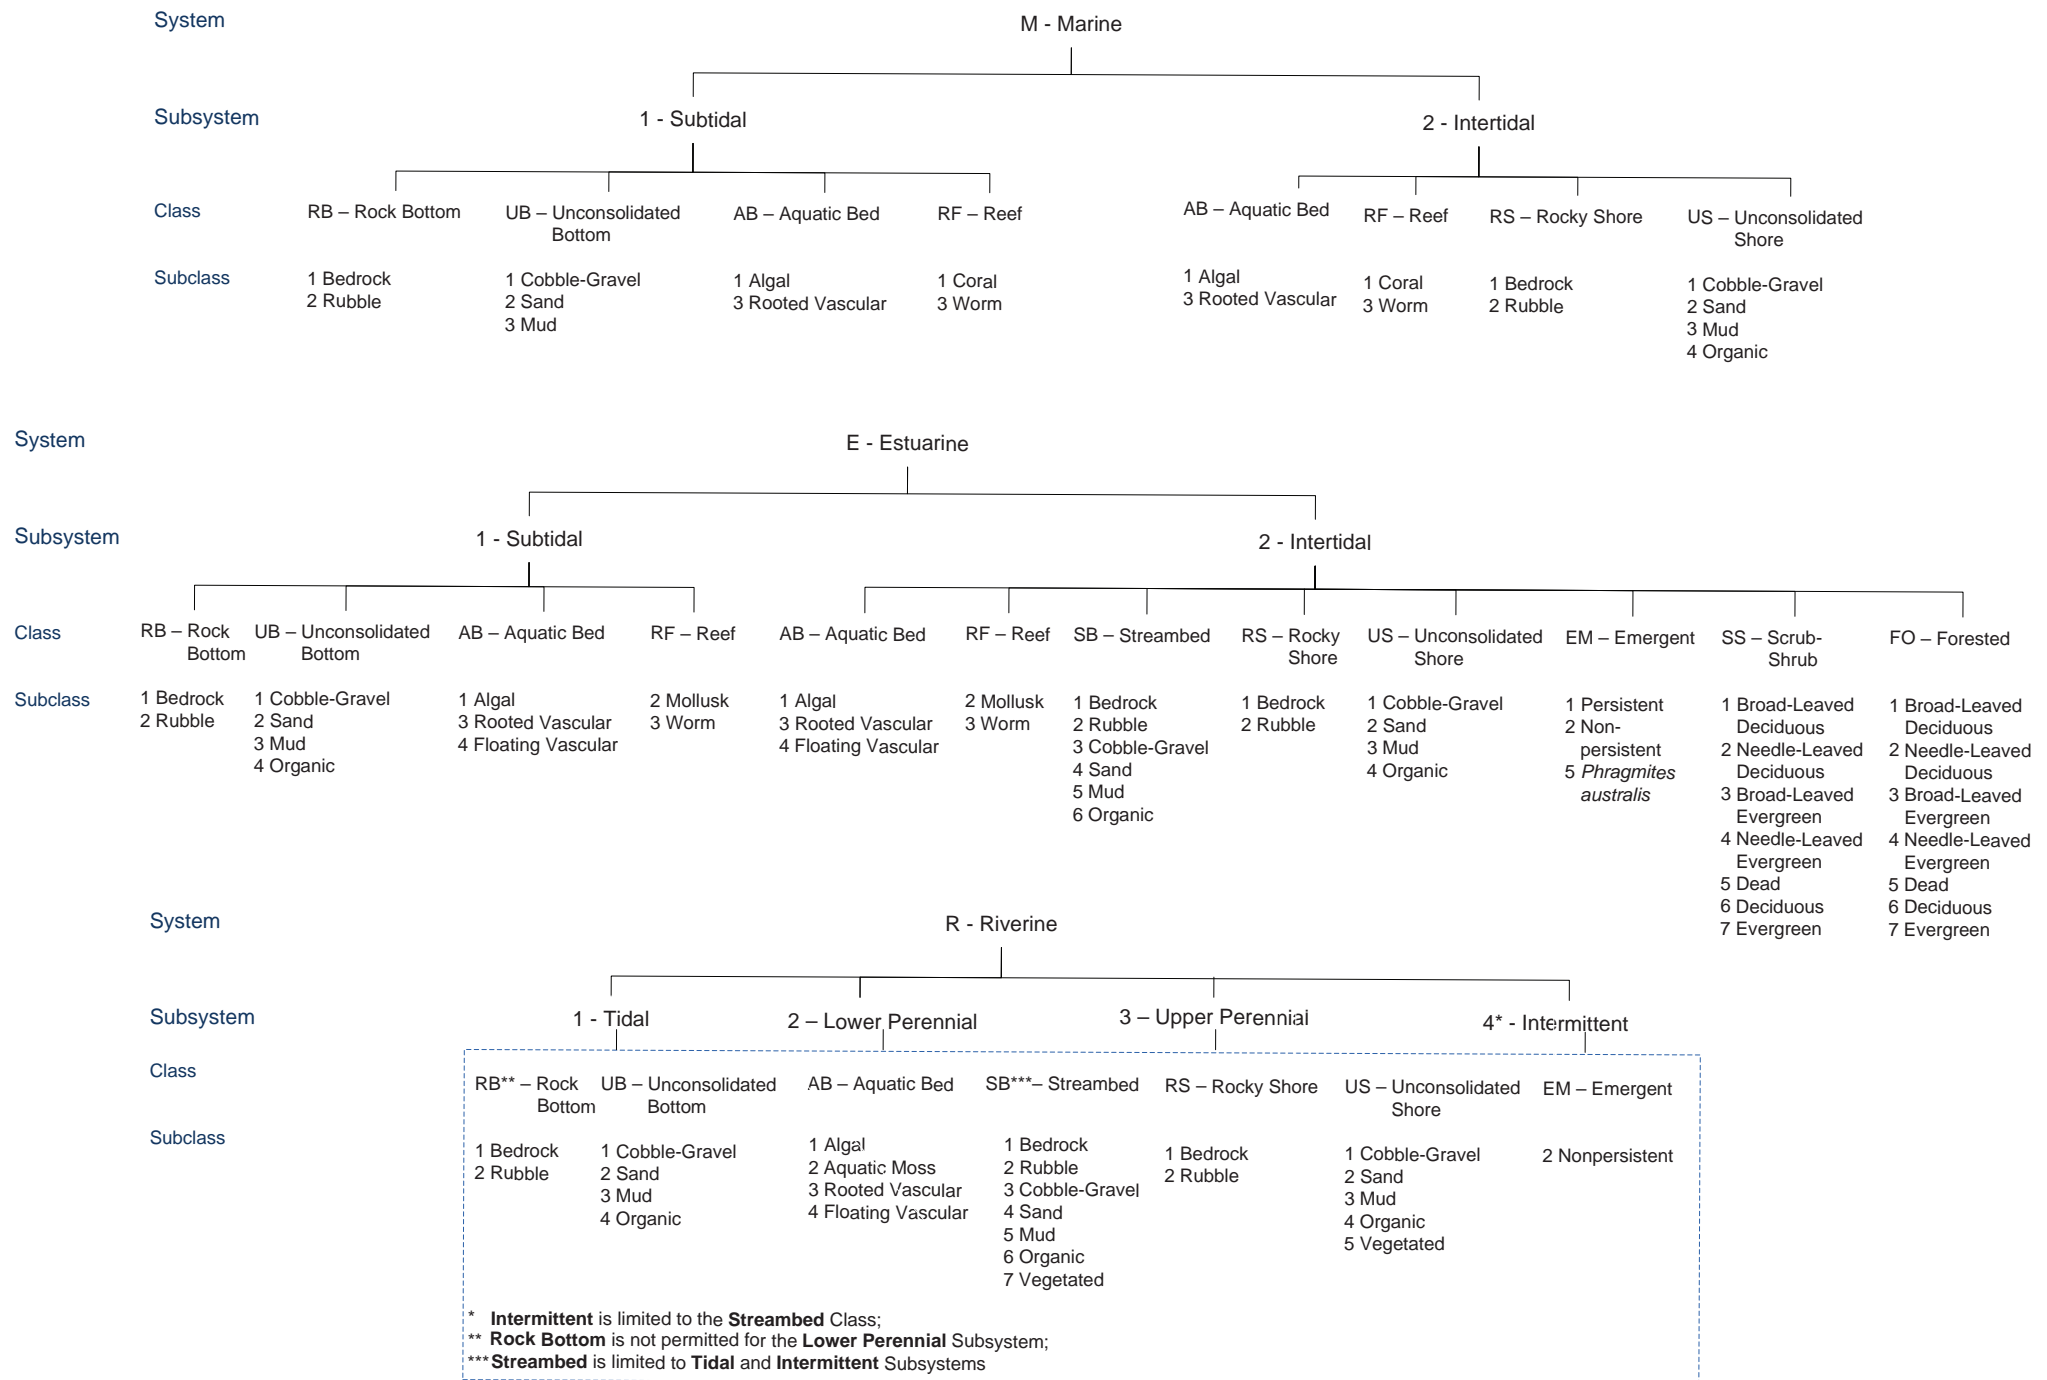 System
M - Marine
Subsystem
1 - Subtidal
2 - Intertidal
Class
RB – Rock Bottom
UB – Unconsolidated
Bottom
AB – Aquatic Bed
RF – Reef
AB – Aquatic Bed
RF – Reef
RS – Rocky Shore
US – Unconsolidated
Shore
Subclass
1 Bedrock
2 Rubble
1 Cobble-Gravel
2 Sand
3 Mud
1 Algal
3 Rooted Vascular
1 Coral
3 Worm
1 Algal
3 Rooted Vascular
1 Coral
3 Worm
1 Bedrock
2 Rubble
1 Cobble-Gravel
2 Sand
3 Mud
4 Organic
System
E - Estuarine
Subsystem
1 - Subtidal
2 - Intertidal
Class
RB – Rock
Bottom
UB – Unconsolidated
Bottom
AB – Aquatic Bed
RF – Reef
AB – Aquatic Bed
RF – Reef
SB – Streambed
RS – Rocky
Shore
US – Unconsolidated
Shore
EM – Emergent
SS – Scrub-
Shrub
FO – Forested
Subclass
1 Bedrock
2 Rubble
1 Cobble-Gravel
2 Sand
3 Mud
4 Organic
1 Algal
3 Rooted Vascular
4 Floating Vascular
2 Mollusk
3 Worm
1 Algal
3 Rooted Vascular
4 Floating Vascular
2 Mollusk
3 Worm
1 Bedrock
2 Rubble
3 Cobble-Gravel
4 Sand
5 Mud
6 Organic
1 Bedrock
2 Rubble
1 Cobble-Gravel
2 Sand
3 Mud
4 Organic
1 Persistent
2 Non-
persistent
5 Phragmites
australis
1 Broad-Leaved
Deciduous
2 Needle-Leaved
Deciduous
3 Broad-Leaved
Evergreen
4 Needle-Leaved
Evergreen
5 Dead
6 Deciduous
7 Evergreen
1 Broad-Leaved
Deciduous
2 Needle-Leaved
Deciduous
3 Broad-Leaved
Evergreen
4 Needle-Leaved
Evergreen
5 Dead
6 Deciduous
7 Evergreen
System
R - Riverine
Subsystem
1 - Tidal
2 – Lower Perennial
3 – Upper Perennial
4* - Intermittent
Class
RB** – Rock
Bottom
UB – Unconsolidated
Bottom
AB – Aquatic Bed
SB***– Streambed
RS – Rocky Shore
US – Unconsolidated
Shore
EM – Emergent
Subclass
1 Bedrock
2 Rubble
1 Cobble-Gravel
2 Sand
3 Mud
4 Organic
1 Algal
2 Aquatic Moss
3 Rooted Vascular
4 Floating Vascular
1 Bedrock
2 Rubble
3 Cobble-Gravel
4 Sand
5 Mud
6 Organic
7 Vegetated
1 Bedrock
2 Rubble
1 Cobble-Gravel
2 Sand
3 Mud
4 Organic
5 Vegetated
2 Nonpersistent
* Intermittent is limited to the Streambed Class;
** Rock Bottom is not permitted for the Lower Perennial Subsystem;
*** Streambed is limited to Tidal and Intermittent Subsystems